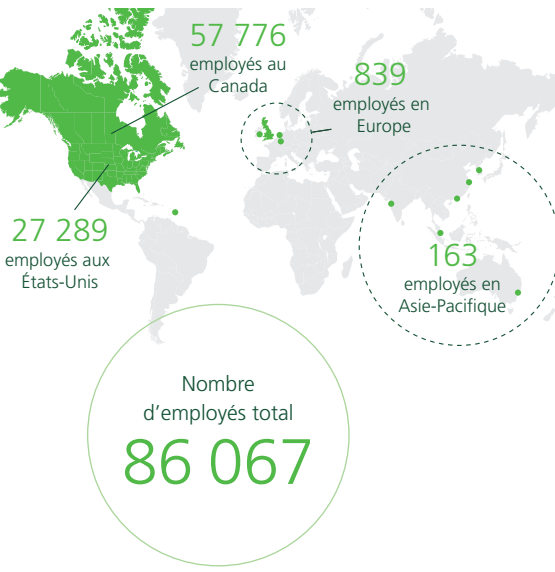 57 776
employés au
Canada
839
employés en
Europe
27 289
employés aux
États-Unis
163
employés en
Asie-Pacifique
Nombre
d'employés total
86 067